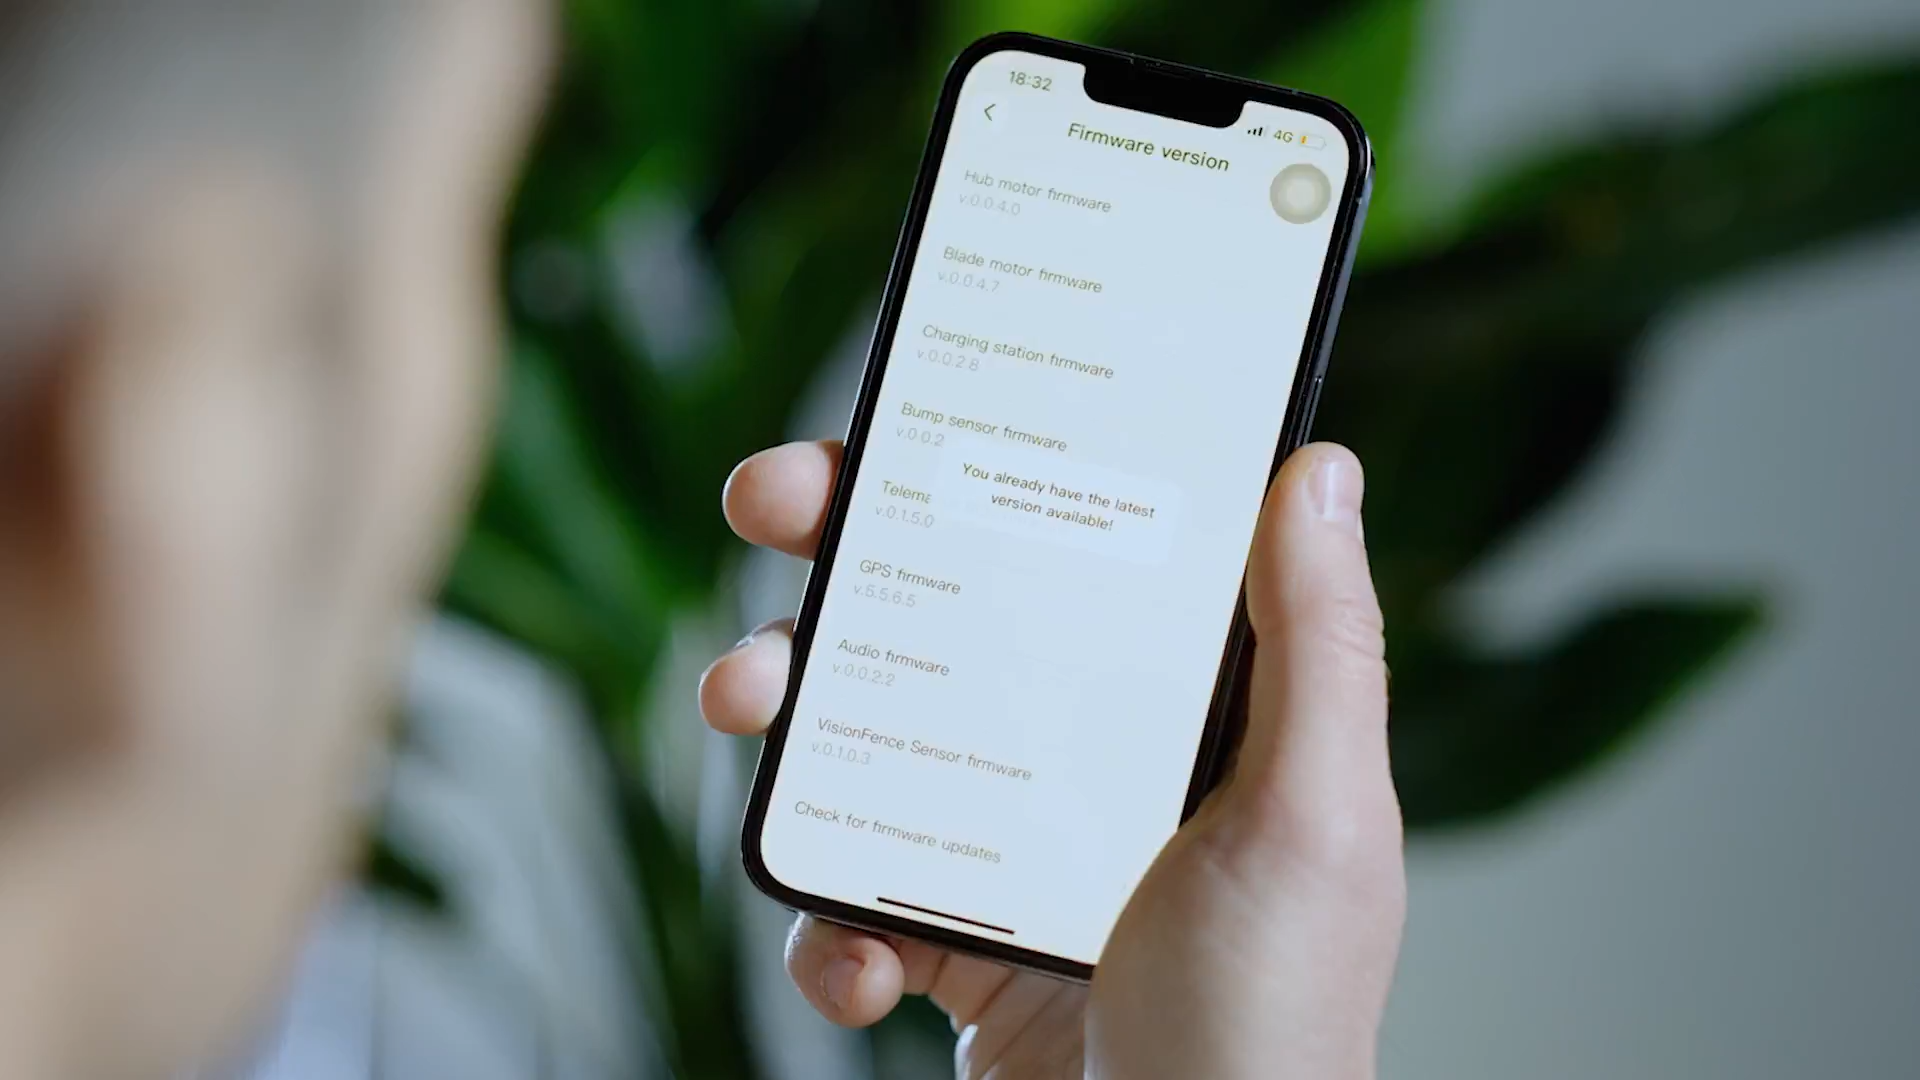 18:32
4G
Firmware version
Hub motor firmware
v.0.0.4.0
Blade motor firmware
v.0.0.4.7
Charging station firmware
v.0.0.2.8
Bump sensor firmware
v.0.0.2
You already have the latest
version available!
v.0.1.5.0
GPS firmware
v.5.5.6.5
Audio firmware
v.0.0.2.2
VisionFence Sensor firmware
v.0.1.0.3
Check for firmware updates